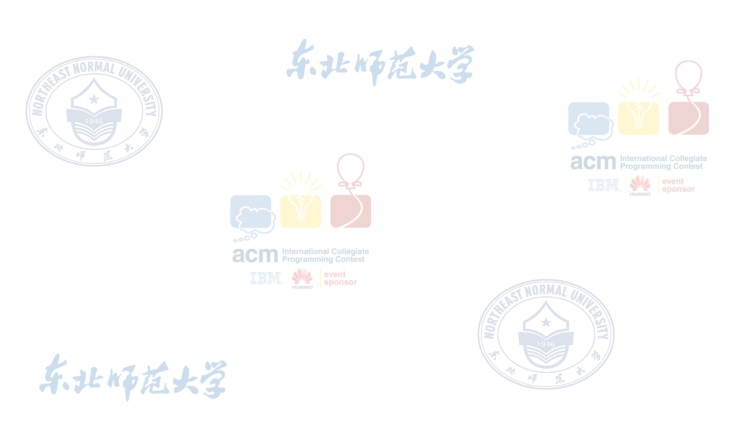 东北师范大学
NORTHEAST NORMAL UNIVERSITY
1946
东北师范大学
acm International Collegiate
Programming Contest
IBM. HUAWEI event
sponsor
acm International Collegiate
Programming Contest
IBM. HUAWEI event
sponsor
NORTHEAST NORMAL UNIVERSITY
1946
东北师范大学
东北师范大学